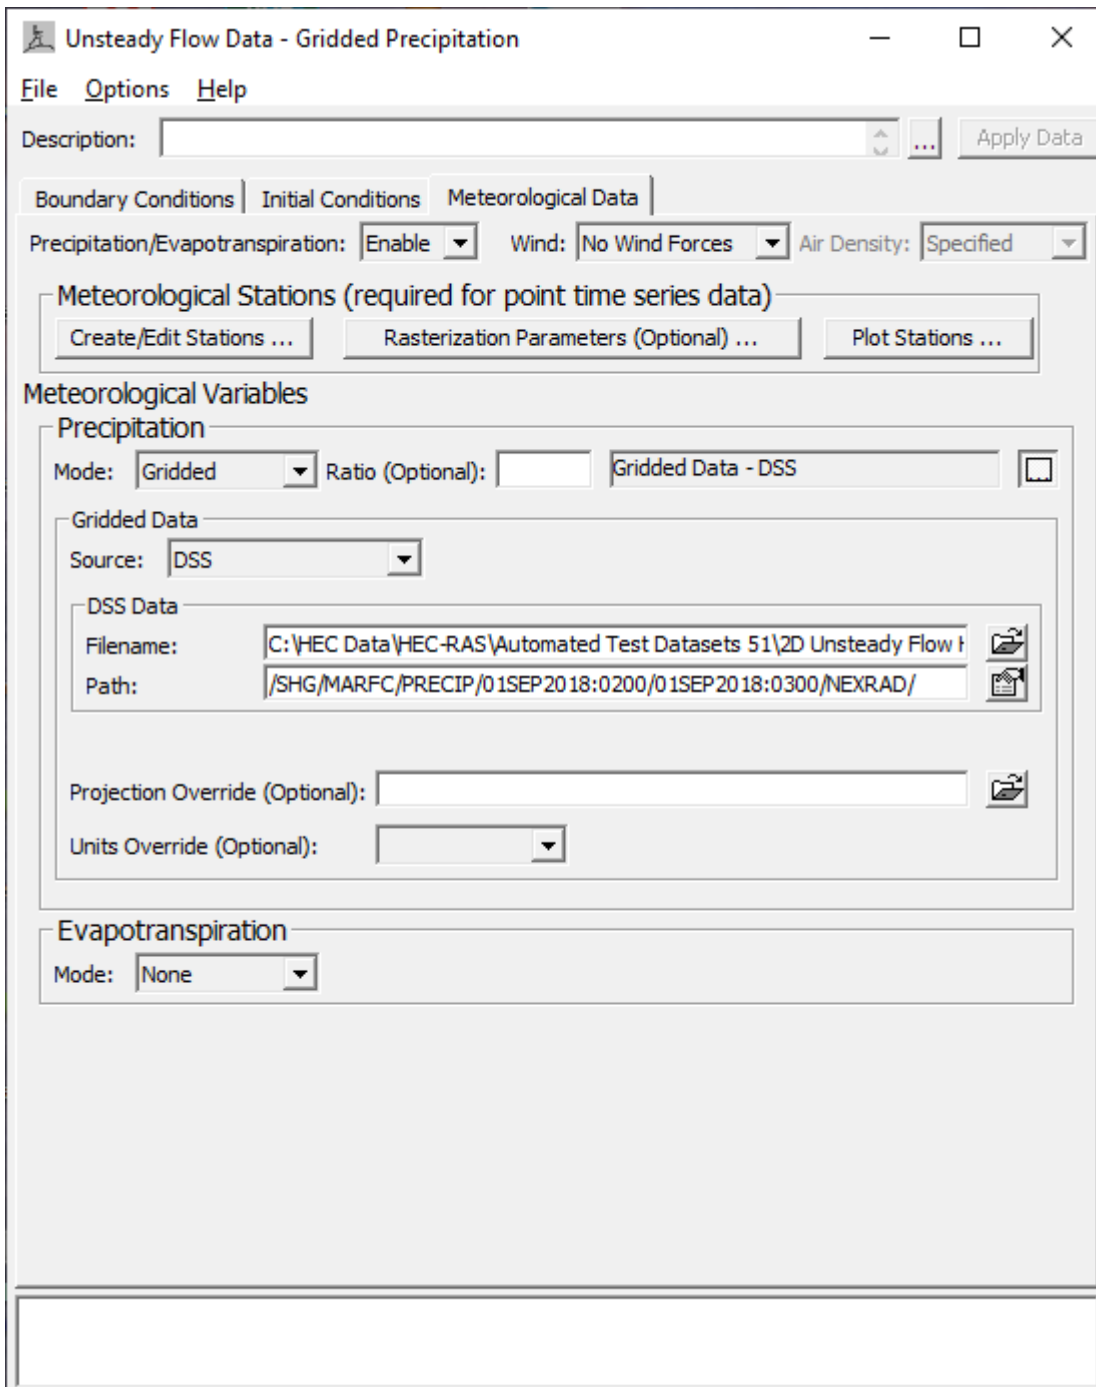 Unsteady Flow Data - Gridded Precipitation
File Options Help
Description: ... Apply Data
Boundary Conditions Initial Conditions Meteorological Data
Precipitation/Evapotranspiration: Enable Wind: No Wind Forces Air Density: Specified
Meteorological Stations (required for point time series data)
Create/Edit Stations ... Rasterization Parameters (Optional) ... Plot Stations ...
Meteorological Variables
Precipitation
Mode: Gridded Ratio (Optional): Gridded Data - DSS ...
Gridded Data
Source: DSS
DSS Data
Filename: C:\HEC Data\HEC-RAS\Automated Test Datasets 51\2D Unsteady Flow
Path: /SHG/MARFC/PRECIP/01SEP2018:0200/01SEP2018:0300/NEXRAD/
Projection Override (Optional):
Units Override (Optional):
Evapotranspiration
Mode: None